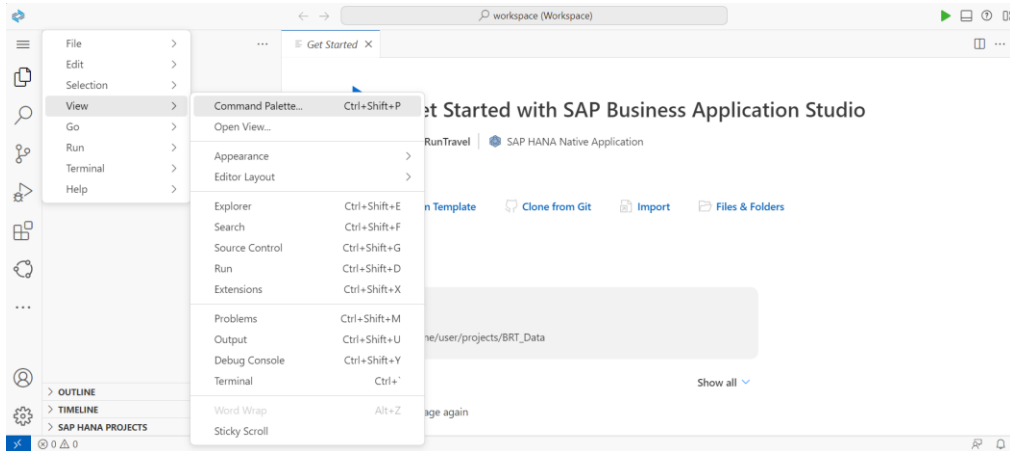 workspace (Workspace)
File
Edit
Selection
View
Go
Run
Terminal
Help
Get Started
Command Palette... Ctrl+Shift+P
Open View...
Appearance
Editor Layout
Explorer Ctrl+Shift+E
Search Ctrl+Shift+F
Source Control Ctrl+Shift+G
Run Ctrl+Shift+D
Extensions Ctrl+Shift+X
Problems Ctrl+Shift+M
Output Ctrl+Shift+U
Debug Console Ctrl+Shift+Y
Terminal Ctrl+`
Word Wrap Alt+Z
Sticky Scroll
et Started with SAP Business Application Studio
RunTravel SAP HANA Native Application
n Template Clone from Git Import Files & Folders
me/user/projects/BRT_Data
Show all
age again
OUTLINE
TIMELINE
SAP HANA PROJECTS
0 0